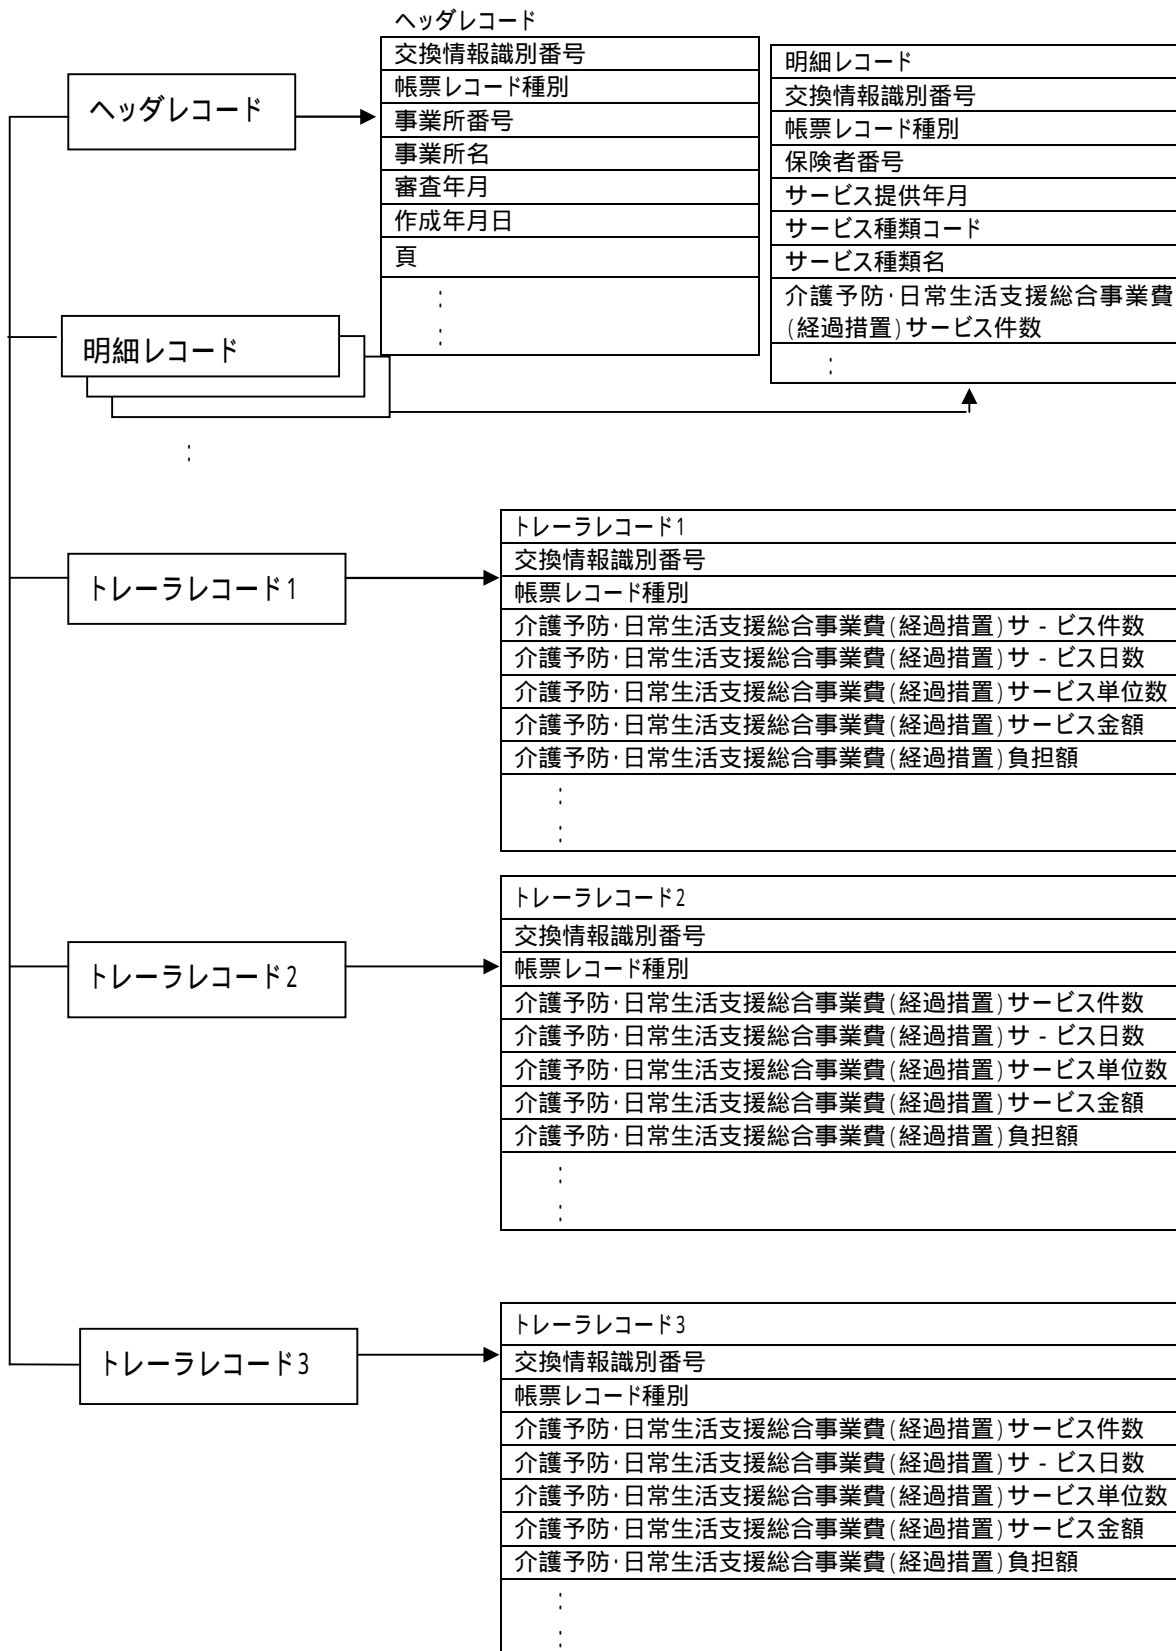 ヘッダレコード
ヘッダレコード
交換情報識別番号
帳票レコード種別
事業所番号
事業所名
審査年月
作成年月日
頁
:
:
明細レコード
:
明細レコード
交換情報識別番号
帳票レコード種別
保険者番号
サービス提供年月
サービス種類コード
サービス種類名
介護予防・日常生活支援総合事業費
(経過措置)サービス件数
:
トレーラレコード1
トレーラレコード1
交換情報識別番号
帳票レコード種別
介護予防・日常生活支援総合事業費(経過措置)サ-ビス件数
介護予防・日常生活支援総合事業費(経過措置)サ-ビス日数
介護予防・日常生活支援総合事業費(経過措置)サービス単位数
介護予防・日常生活支援総合事業費(経過措置)サービス金額
介護予防・日常生活支援総合事業費(経過措置)負担額
:
:
トレーラレコード2
トレーラレコード2
交換情報識別番号
帳票レコード種別
介護予防・日常生活支援総合事業費(経過措置)サービス件数
介護予防・日常生活支援総合事業費(経過措置)サ-ビス日数
介護予防・日常生活支援総合事業費(経過措置)サービス単位数
介護予防・日常生活支援総合事業費(経過措置)サービス金額
介護予防・日常生活支援総合事業費(経過措置)負担額
:
:
トレーラレコード3
トレーラレコード3
交換情報識別番号
帳票レコード種別
介護予防・日常生活支援総合事業費(経過措置)サービス件数
介護予防・日常生活支援総合事業費(経過措置)サ-ビス日数
介護予防・日常生活支援総合事業費(経過措置)サービス単位数
介護予防・日常生活支援総合事業費(経過措置)サービス金額
介護予防・日常生活支援総合事業費(経過措置)負担額
:
: